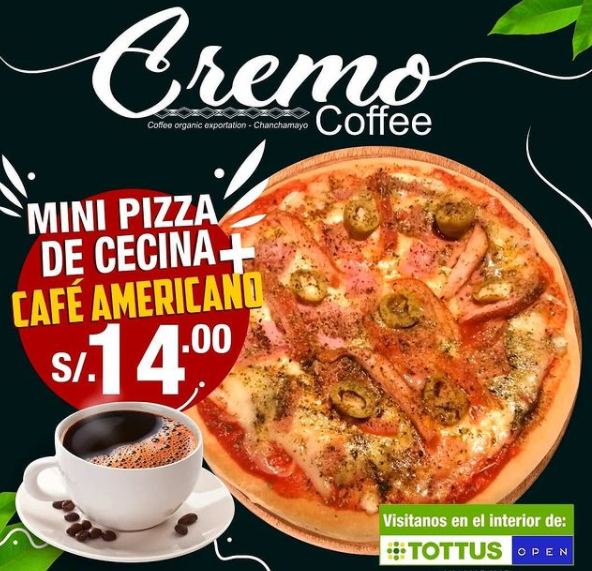 Cremo
Coffee organic exportation - Chanchamayo
Coffee
MINI PIZZA
DE CECINA +
CAFÉ AMERICANO
S/.14.00
Visitanos en el interior de:
TOTTUS OPEN